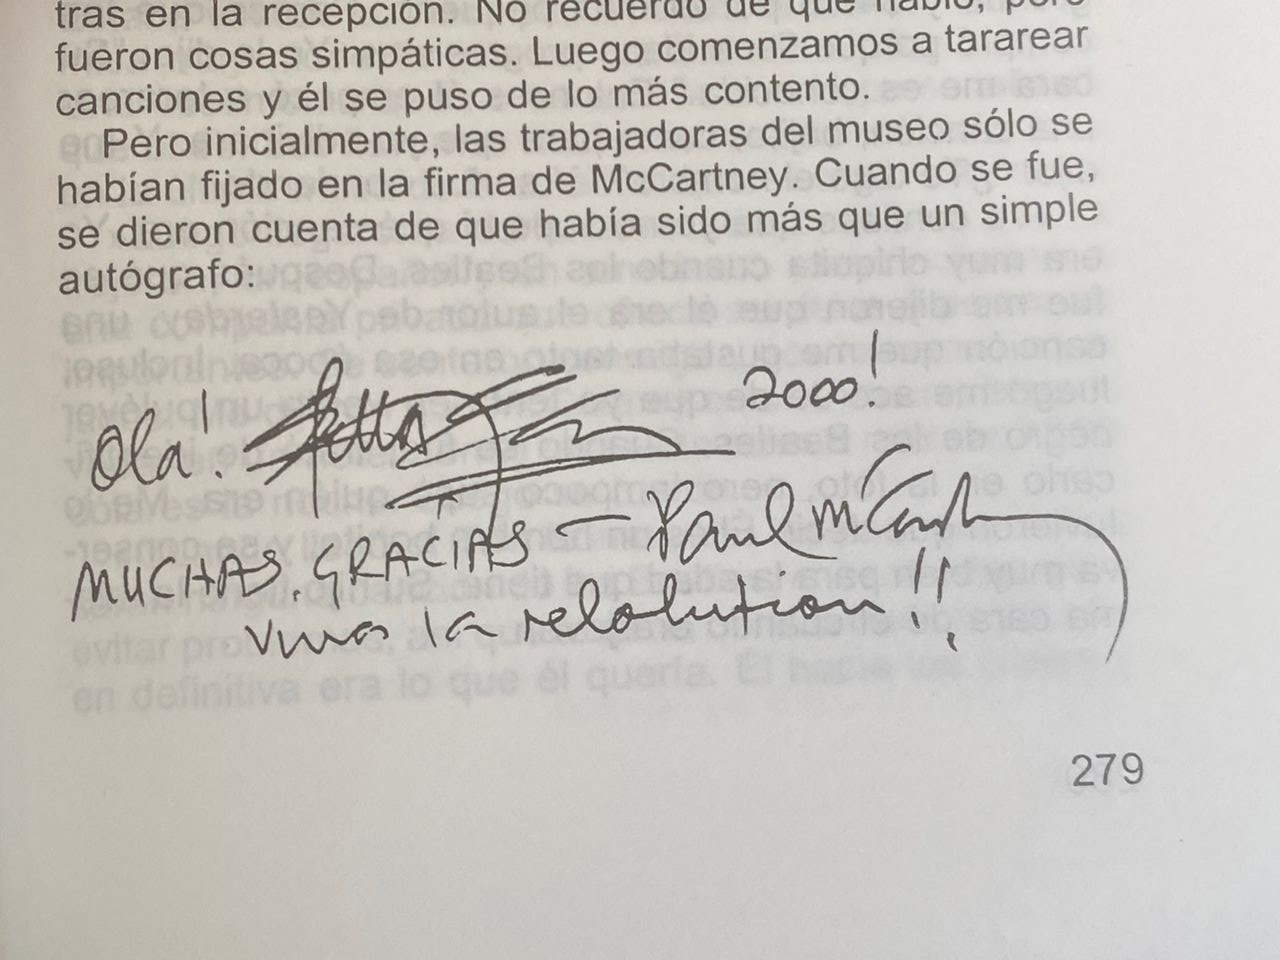 tras en la recepción. No recuerdo de qué habló, pero
fueron cosas simpáticas. Luego comenzamos a tararear
canciones y él se puso de lo más contento.
Pero inicialmente, las trabajadoras del museo sólo se
habían fijado en la firma de McCartney. Cuando se fue,
se dieron cuenta de que había sido más que un simple
autógrafo:
Ola! 2000!
MUCHAS. GRACIAS – Paul McCartney
viva la relolution!!
279